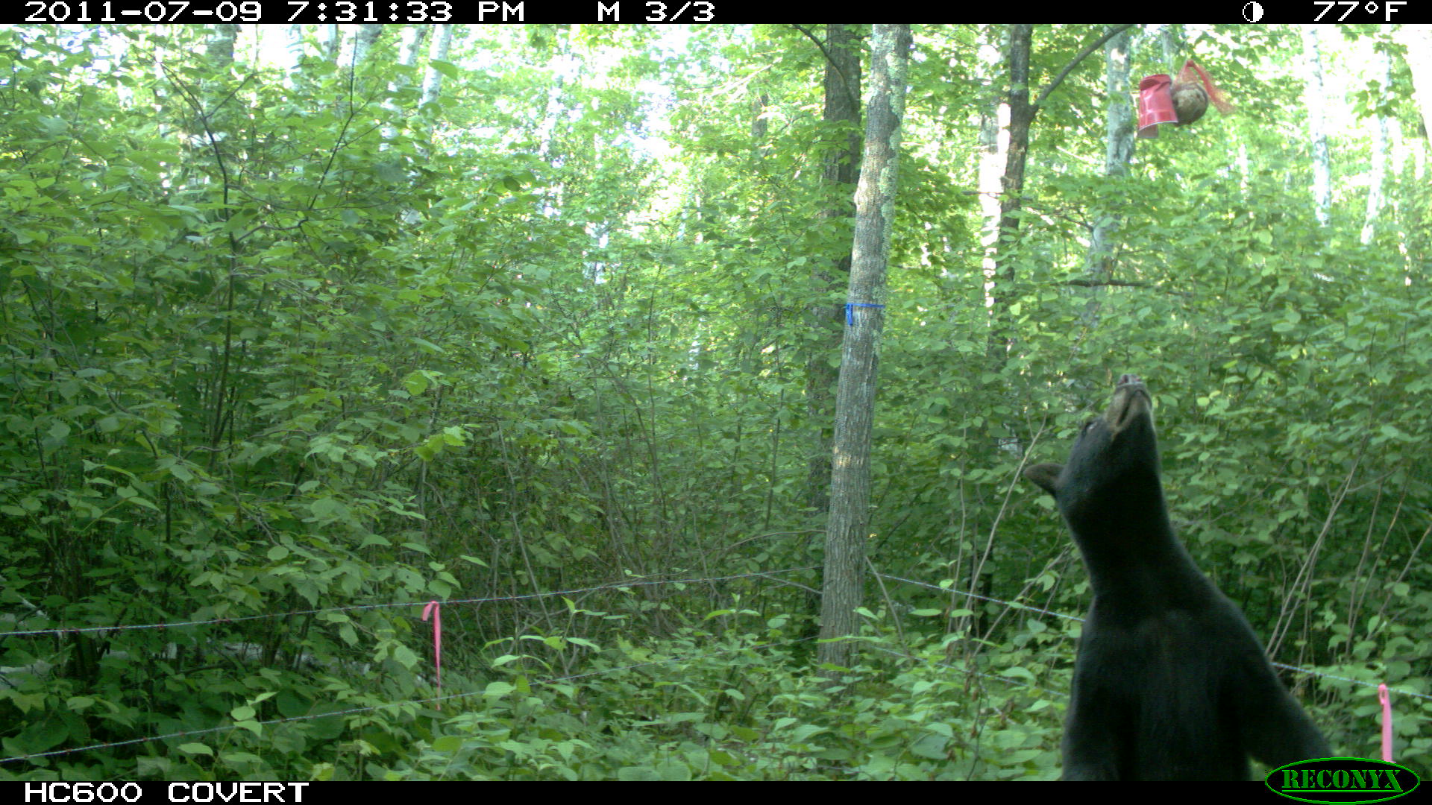 2011-07-09 7:31:33 PM M 3/3 77°F
HC600 COVERT
RECONYX